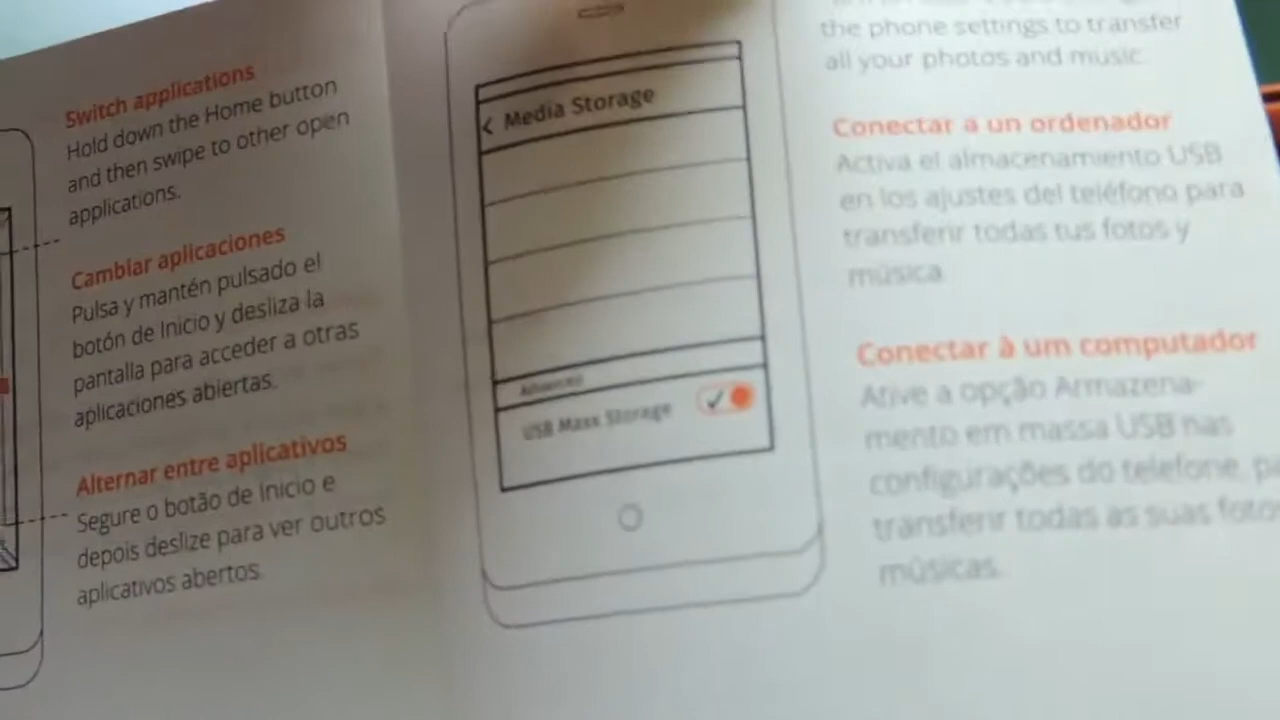 Switch applications
Hold down the Home button
and then swipe to other open
applications.
Cambiar aplicaciones
Pulsa y mantén pulsado el
botón de Inicio y desliza la
pantalla para acceder a otras
aplicaciones abiertas.
Alternar entre aplicativos
Segure o botão de Inicio e
depois deslize para ver outros
aplicativos abertos.
< Media Storage
Advanced
USB Mass Storage
the phone settings to transfer
all your photos and music.
Conectar a un ordenador
Activa el almacenamiento USB
en los ajustes del teléfono para
transferir todas tus fotos y
música.
Conectar à um computador
Ative a opção Armazena-
mento em massa USB nas
configurações do telefone,
transferir todas as suas
músicas.